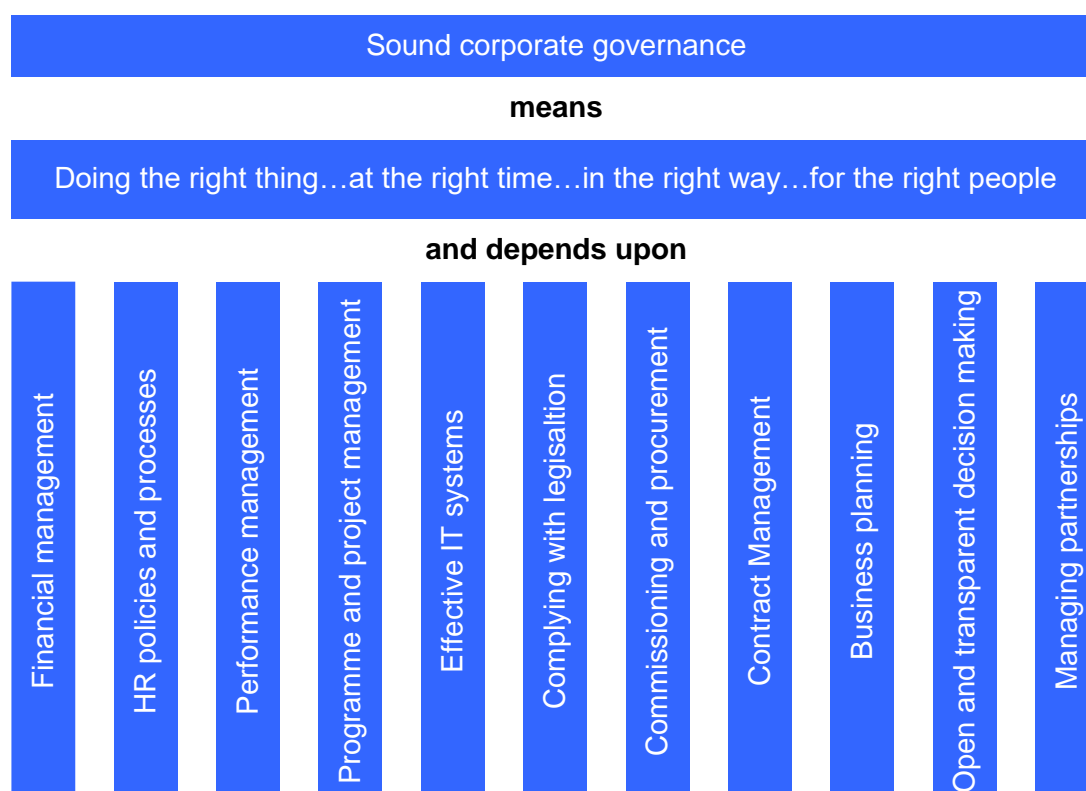 Sound corporate governance
means
Doing the right thing…at the right time…in the right way…for the right people
and depends upon
Financial management
HR policies and processes
Performance management
Programme and project management
Effective IT systems
Complying with legisaltion
Commissioning and procurement
Contract Management
Business planning
Open and transparent decision making
Managing partnerships